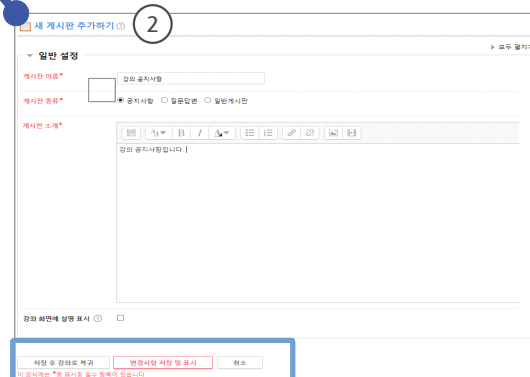 새 게시판 추가하기
2
모두 펼치기
일반 설정
게시판 이름*
강의 공지사항
게시판 종류*
공지사항 질문답변 일반게시판
게시판 소개*
강의 공지사항입니다.
강좌 화면에 설명 표시
저장 후 강좌로 복귀 변경사항 저장 및 표시 취소
이 양식에는 *로 표시된 필수 항목이 있습니다